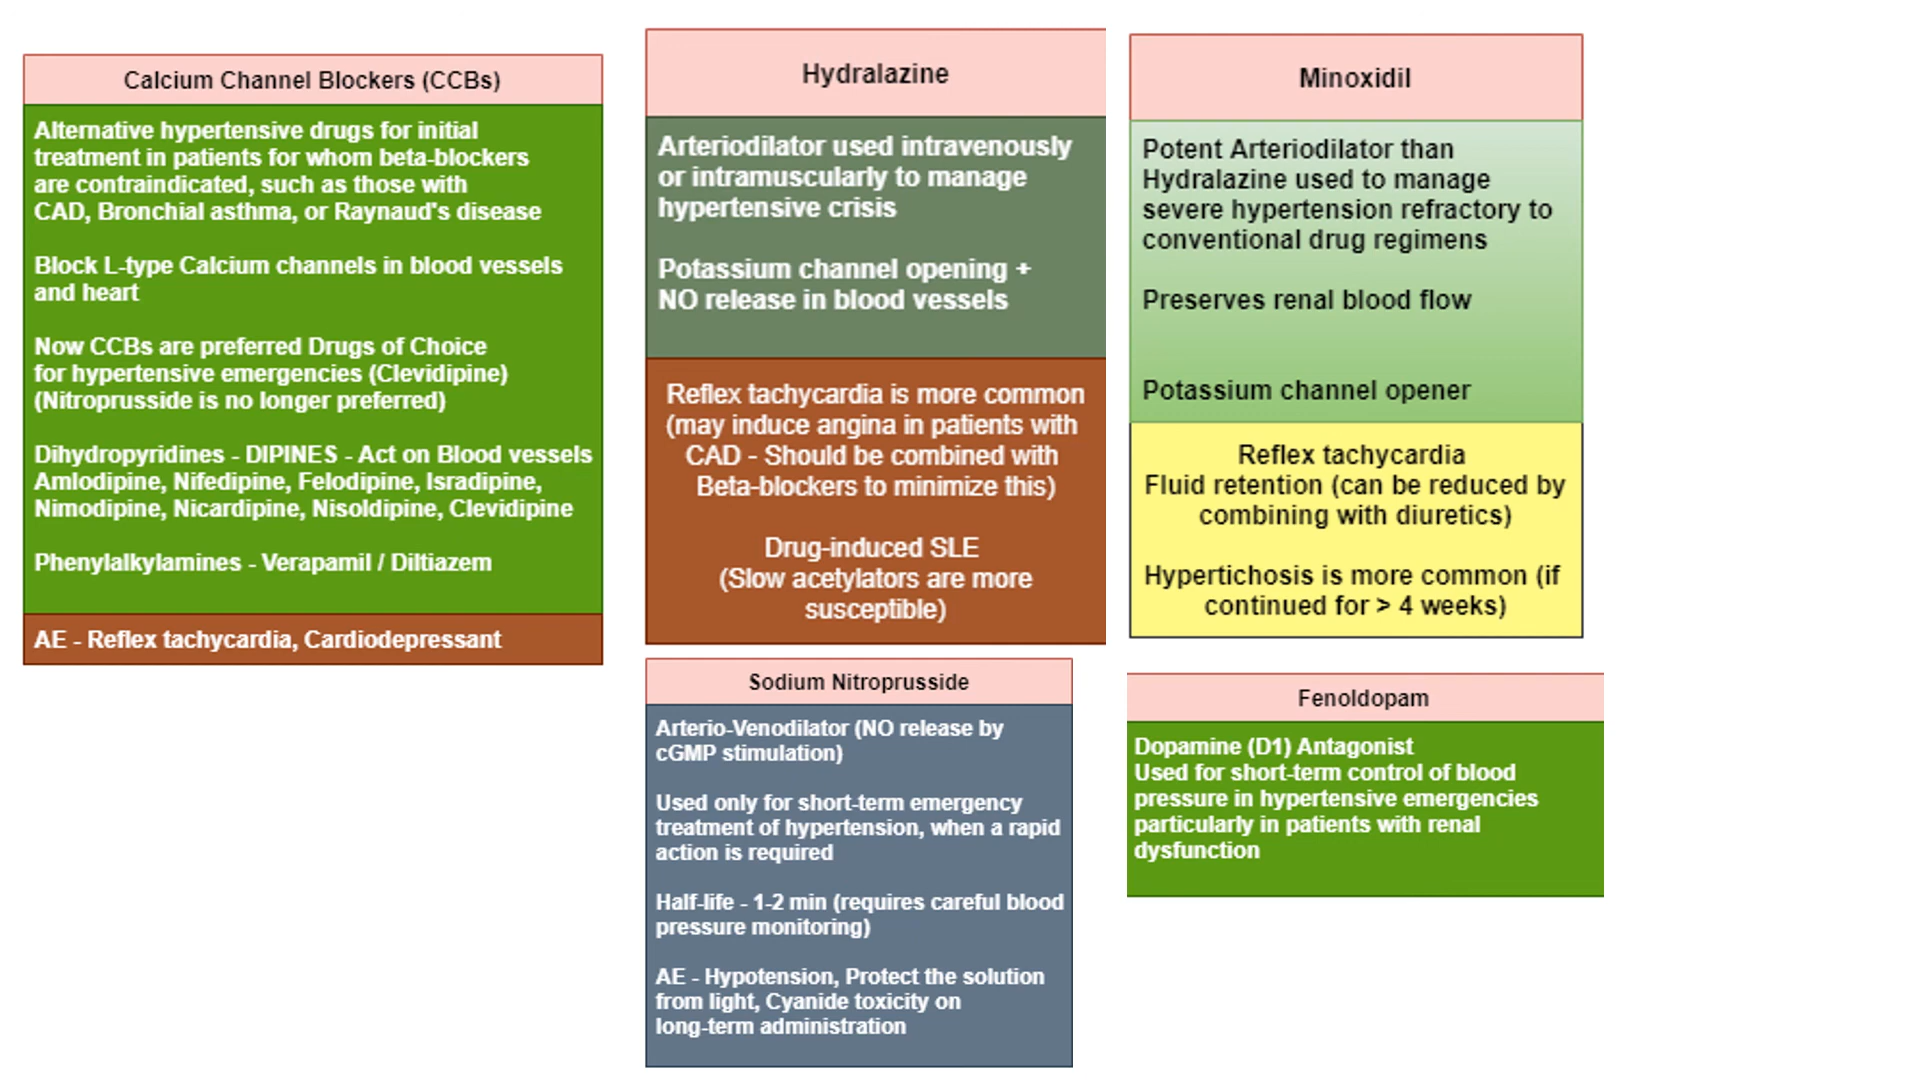 Calcium Channel Blockers (CCBs)
Alternative hypertensive drugs for initial
treatment in patients for whom beta-blockers
are contraindicated, such as those with
CAD, Bronchial asthma, or Raynaud's disease
Block L-type Calcium channels in blood vessels
and heart
Now CCBs are preferred Drugs of Choice
for hypertensive emergencies (Clevidipine)
(Nitroprusside is no longer preferred)
Dihydropyridines - DIPINES - Act on Blood vessels
Amlodipine, Nifedipine, Felodipine, Isradipine,
Nimodipine, Nicardipine, Nisoldipine, Clevidipine
Phenylalkylamines - Verapamil / Diltiazem
AE - Reflex tachycardia, Cardiodepressant
Hydralazine
Arteriodilator used intravenously
or intramuscularly to manage
hypertensive crisis
Potassium channel opening +
NO release in blood vessels
Reflex tachycardia is more common
(may induce angina in patients with
CAD - Should be combined with
Beta-blockers to minimize this)
Drug-induced SLE
(Slow acetylators are more
susceptible)
Minoxidil
Potent Arteriodilator than
Hydralazine used to manage
severe hypertension refractory to
conventional drug regimens
Preserves renal blood flow
Potassium channel opener
Reflex tachycardia
Fluid retention (can be reduced by
combining with diuretics)
Hypertichosis is more common (if
continued for > 4 weeks)
Sodium Nitroprusside
Arterio-Venodilator (NO release by
cGMP stimulation)
Used only for short-term emergency
treatment of hypertension, when a rapid
action is required
Half-life - 1-2 min (requires careful blood
pressure monitoring)
AE - Hypotension, Protect the solution
from light, Cyanide toxicity on
long-term administration
Fenoldopam
Dopamine (D1) Antagonist
Used for short-term control of blood
pressure in hypertensive emergencies
particularly in patients with renal
dysfunction